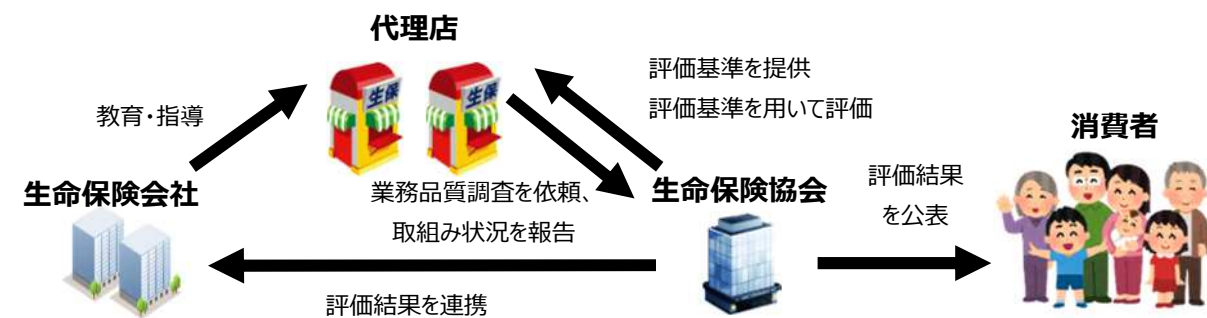 代理店
生保
生保
評価基準を提供
評価基準を用いて評価
教育・指導
消費者
生命保険会社
業務品質調査を依頼、
取組み状況を報告
生命保険協会
評価結果
を公表
評価結果を連携